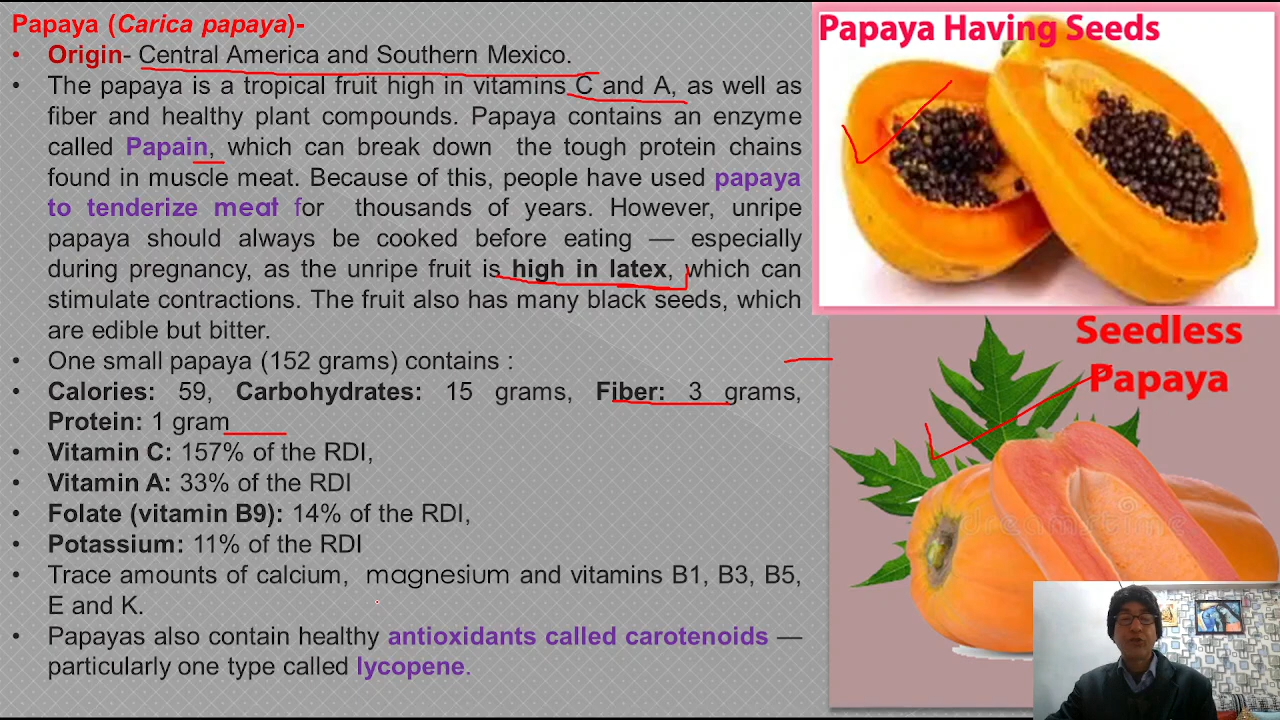 Papaya (Carica papaya)-
• Origin- Central America and Southern Mexico.
• The papaya is a tropical fruit high in vitamins C and A, as well as
fiber and healthy plant compounds. Papaya contains an enzyme
called Papain, which can break down the tough protein chains
found in muscle meat. Because of this, people have used papaya
to tenderize meat for thousands of years. However, unripe
papaya should always be cooked before eating — especially
during pregnancy, as the unripe fruit is high in latex, which can
stimulate contractions. The fruit also has many black seeds, which
are edible but bitter.
• One small papaya (152 grams) contains :
• Calories: 59, Carbohydrates: 15 grams, Fiber: 3 grams,
Protein: 1 gram
• Vitamin C: 157% of the RDI,
• Vitamin A: 33% of the RDI
• Folate (vitamin B9): 14% of the RDI,
• Potassium: 11% of the RDI
• Trace amounts of calcium, magnesium and vitamins B1, B3, B5,
E and K.
• Papayas also contain healthy antioxidants called carotenoids —
particularly one type called lycopene.
Papaya Having Seeds
Seedless
Papaya
dreamstime